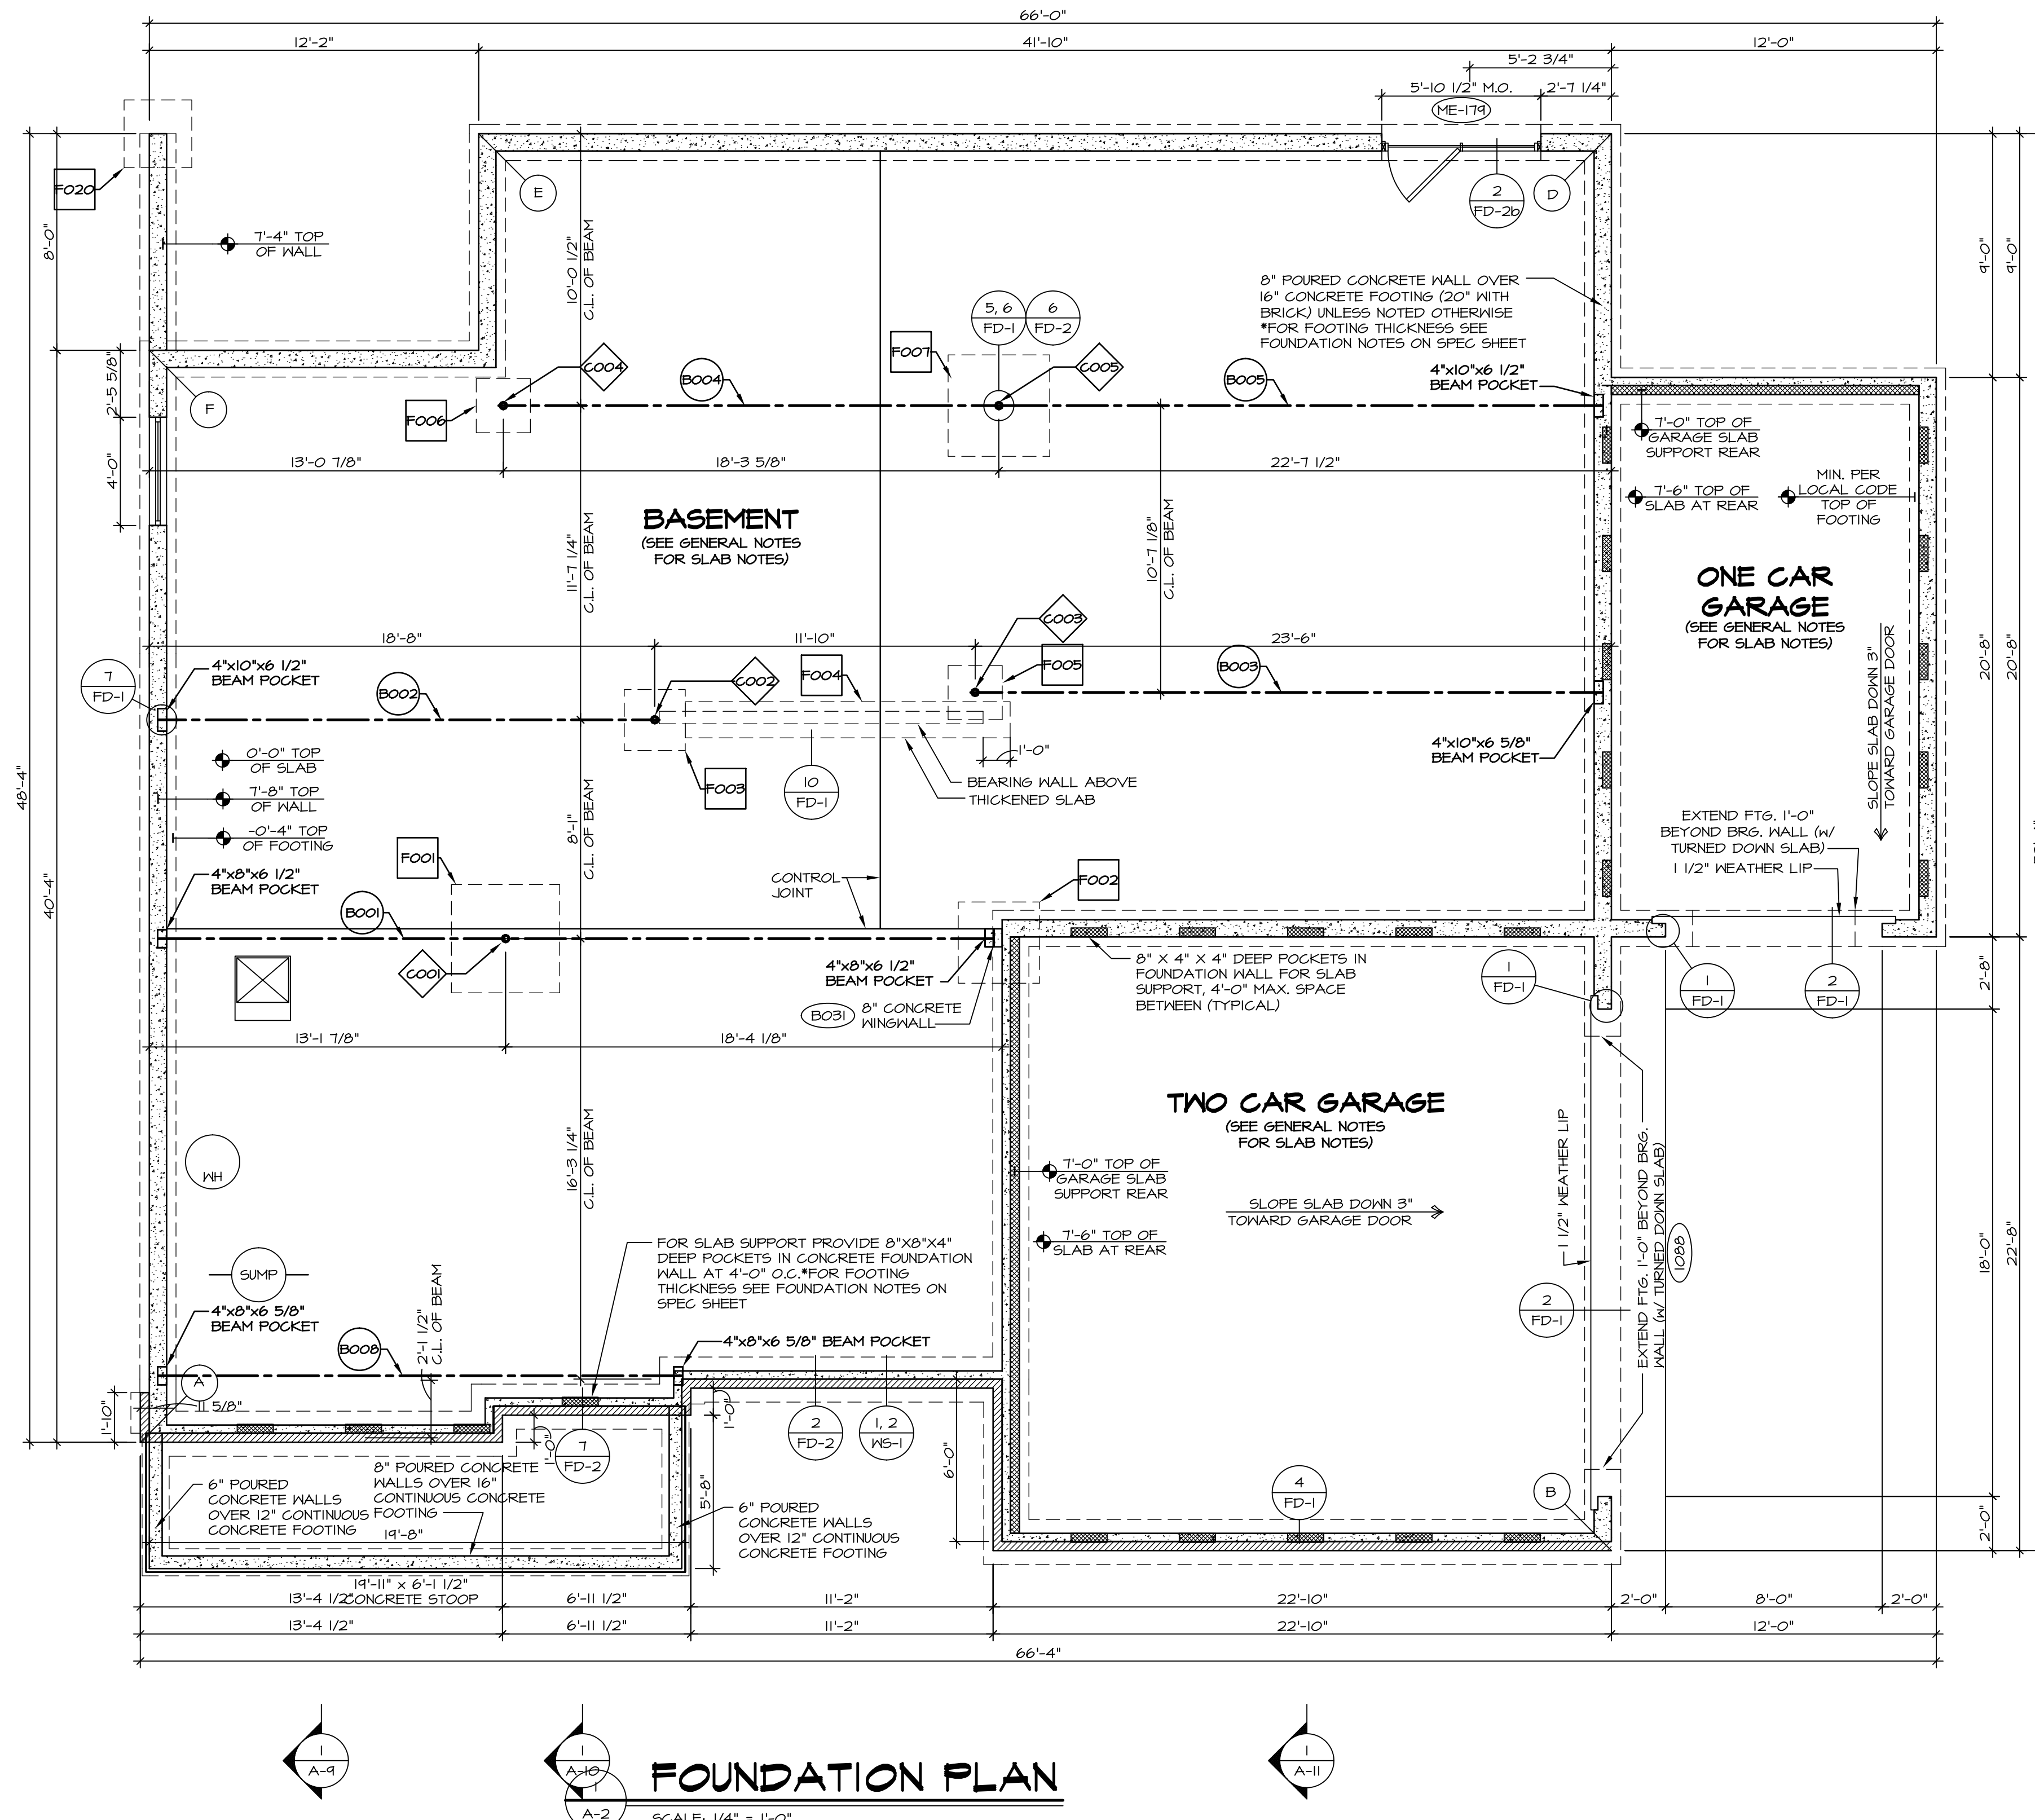 66'-0"
12'-2"
41'-10"
12'-0"
5'-2 3/4"
5'-10 1/2" M.O.
2'-7 1/4"
ME-179
F020
E
2
FD-2b
D
8'-0"
7'-4" TOP
OF WALL
10'-0 1/2"
C.L. OF BEAM
9'-0"
9'-0"
8" POURED CONCRETE WALL OVER
16" CONCRETE FOOTING (20" WITH
BRICK) UNLESS NOTED OTHERWISE
*FOR FOOTING THICKNESS SEE
FOUNDATION NOTES ON SPEC SHEET
5, 6
FD-1
6
FD-2
F007
C004
B004
C005
B005
4"x10"x6 1/2"
BEAM POCKET
2'-5 5/8"
F
F006
7'-0" TOP OF
GARAGE SLAB
SUPPORT REAR
4'-0"
13'-0 7/8"
18'-3 5/8"
22'-7 1/2"
7'-6" TOP OF
SLAB AT REAR
MIN. PER
LOCAL CODE
TOP OF
FOOTING
BASEMENT
(SEE GENERAL NOTES
FOR SLAB NOTES)
11'-7 1/4"
C.L. OF BEAM
10'-7 1/8"
C.L. OF BEAM
ONE CAR
GARAGE
(SEE GENERAL NOTES
FOR SLAB NOTES)
18'-8"
11'-10"
23'-6"
C003
F005
20'-8"
20'-8"
7
FD-1
4"x10"x6 1/2"
BEAM POCKET
B002
C002
F004
B003
SLOPE SLAB DOWN 3"
TOWARD GARAGE DOOR
0'-0" TOP
OF SLAB
7'-8" TOP
OF WALL
-0'-4" TOP
OF FOOTING
F003
10
FD-1
1'-0"
BEARING WALL ABOVE
THICKENED SLAB
4"x10"x6 5/8"
BEAM POCKET
48'-4"
40'-4"
8'-1"
C.L. OF BEAM
EXTEND FTG. 1'-0"
BEYOND BRG. WALL (w/
TURNED DOWN SLAB)
1 1/2" WEATHER LIP
4"x8"x6 1/2"
BEAM POCKET
F001
CONTROL
JOINT
F002
B001
C001
4"x8"x6 1/2"
BEAM POCKET
B031
8" CONCRETE
WINGWALL
8" X 4" X 4" DEEP POCKETS IN
FOUNDATION WALL FOR SLAB
SUPPORT, 4'-0" MAX. SPACE
BETWEEN (TYPICAL)
1
FD-1
1
FD-1
2
FD-1
2'-8"
13'-1 7/8"
18'-4 1/8"
TWO CAR GARAGE
(SEE GENERAL NOTES
FOR SLAB NOTES)
WH
16'-3 1/4"
C.L. OF BEAM
7'-0" TOP OF
GARAGE SLAB
SUPPORT REAR
SLOPE SLAB DOWN 3"
TOWARD GARAGE DOOR
7'-6" TOP OF
SLAB AT REAR
1 1/2" WEATHER LIP
EXTEND FTG. 1'-0" BEYOND BRG.
WALL (w/ TURNED DOWN SLAB)
1088
18'-0"
22'-8"
SUMP
FOR SLAB SUPPORT PROVIDE 8"X8"X4"
DEEP POCKETS IN CONCRETE FOUNDATION
WALL AT 4'-0" O.C.*FOR FOOTING
THICKNESS SEE FOUNDATION NOTES ON
SPEC SHEET
4"x8"x6 5/8"
BEAM POCKET
2'-1 1/2"
C.L. OF BEAM
B008
4"x8"x6 5/8" BEAM POCKET
2
FD-1
A
11 5/8"
1'-10"
1'-0"
1'-0"
7
FD-2
2
FD-2
1, 2
WS-1
6'-0"
5'-8"
4
FD-1
B
2'-0"
6" POURED
CONCRETE WALLS
OVER 12" CONTINUOUS
CONCRETE FOOTING
8" POURED CONCRETE
WALLS OVER 16"
CONTINUOUS CONCRETE
FOOTING
19'-8"
6" POURED
CONCRETE WALLS
OVER 12" CONTINUOUS
CONCRETE FOOTING
19'-11" x 6'-1 1/2"
CONCRETE STOOP
13'-4 1/2"
6'-11 1/2"
11'-2"
22'-10"
2'-0"
8'-0"
2'-0"
13'-4 1/2"
6'-11 1/2"
11'-2"
22'-10"
12'-0"
66'-4"
1
A-9
1
A-10
1
A-11
1
A-2
FOUNDATION PLAN
SCALE: 1/4" = 1'-0"